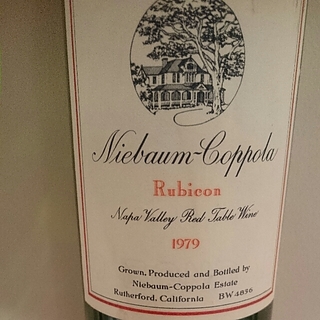 Niebaum-Coppola
Rubicon
Napa Valley Red Table Wine
1979
Grown, Produced and Bottled by
Niebaum-Coppola Estate
Rutherford, California BW 4836